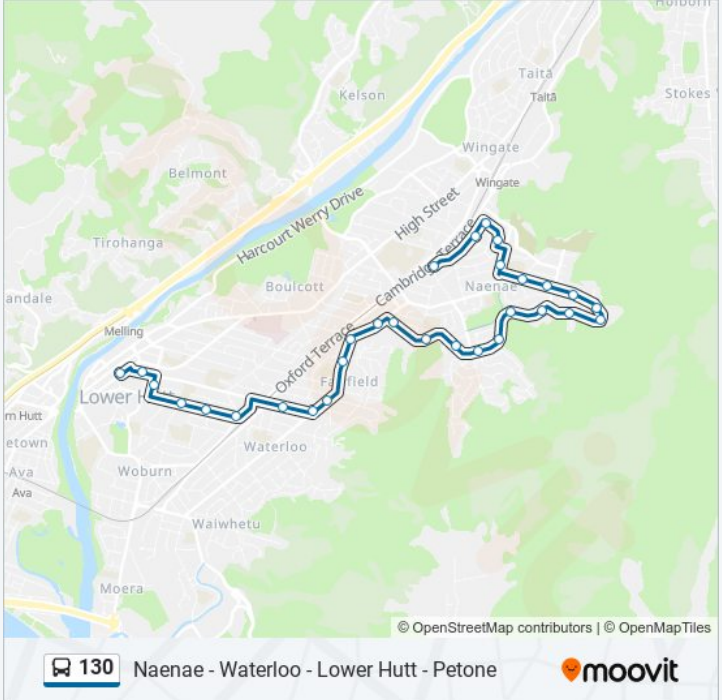 Holborn
Taitā
Taitā
Kelson
Stokes
Wingate
Belmont
Wingate
High Street
Harcourt Werry Drive
Tirohanga
Cambridge Terrace
Boulcott
Naenae
andale
Melling
Oxford Terrace
Fairfield
Lower Hutt
m Hutt
etown
Waterloo
Ava
Woburn
Ava
Waiwhetu
Moera
© OpenStreetMap contributors | © OpenMapTiles
130 Naenae - Waterloo - Lower Hutt - Petone moovit